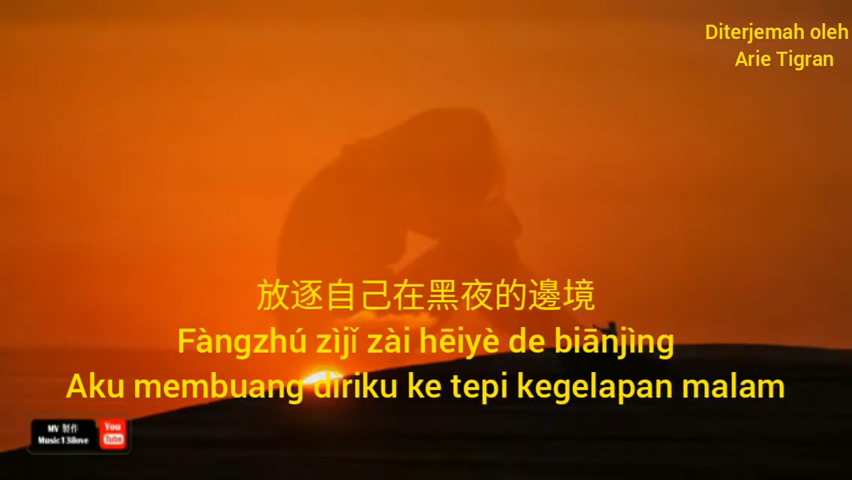 Diterjemah oleh
Arie Tigran
放逐自己在黑夜的邊境
Fàngzhú zìjǐ zài hēiyè de biānjìng
Aku membuang diriku ke tepi kegelapan malam
MV 製作
Music13ilove
You
Tube